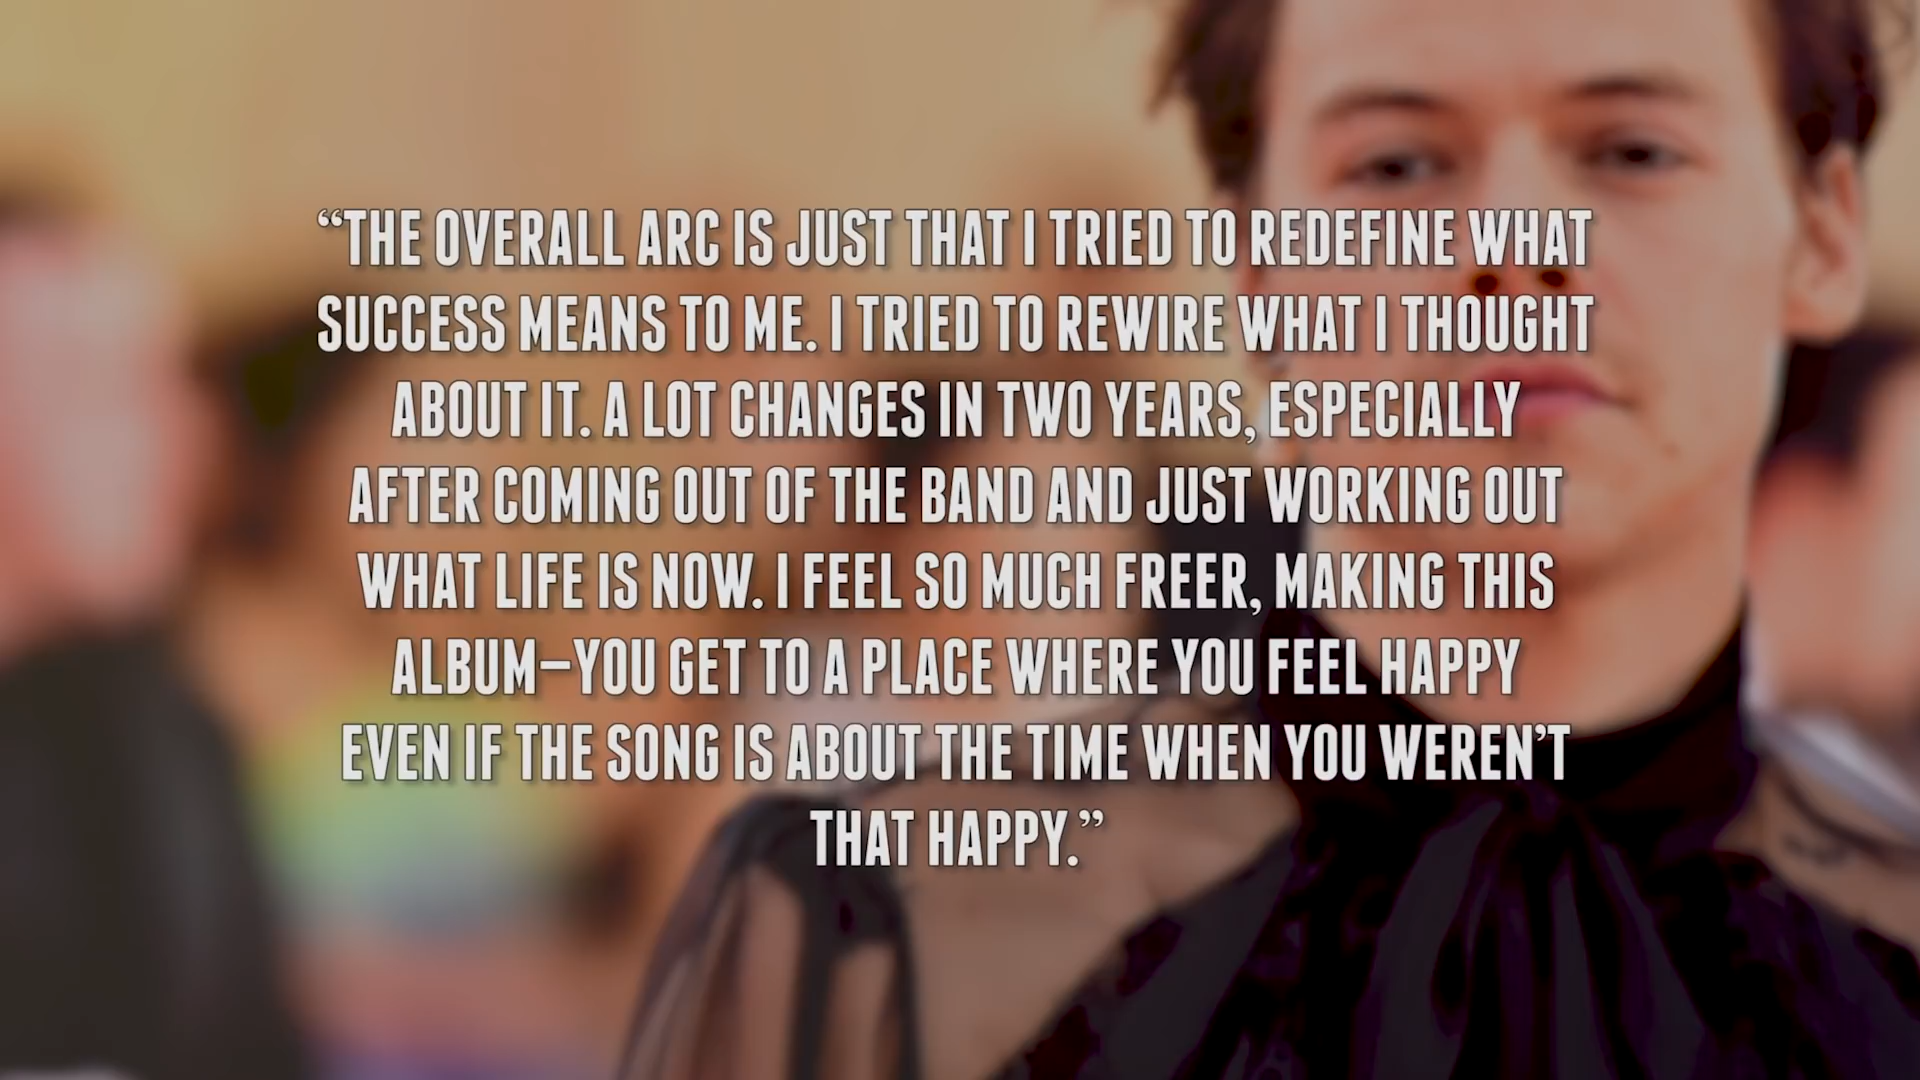 “THE OVERALL ARC IS JUST THAT I TRIED TO REDEFINE WHAT
SUCCESS MEANS TO ME. I TRIED TO REWIRE WHAT I THOUGHT
ABOUT IT. A LOT CHANGES IN TWO YEARS, ESPECIALLY
AFTER COMING OUT OF THE BAND AND JUST WORKING OUT
WHAT LIFE IS NOW. I FEEL SO MUCH FREER, MAKING THIS
ALBUM–YOU GET TO A PLACE WHERE YOU FEEL HAPPY
EVEN IF THE SONG IS ABOUT THE TIME WHEN YOU WEREN’T
THAT HAPPY.”